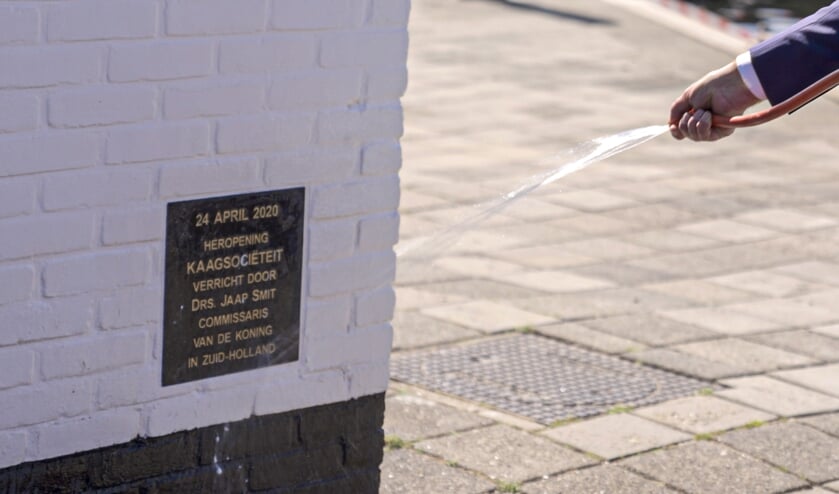 24 APRIL 2020
HEROPENING
KAAGSOCIËTEIT
VERRICHT DOOR
DRS. JAAP SMIT
COMMISSARIS
VAN DE KONING
IN ZUID-HOLLAND